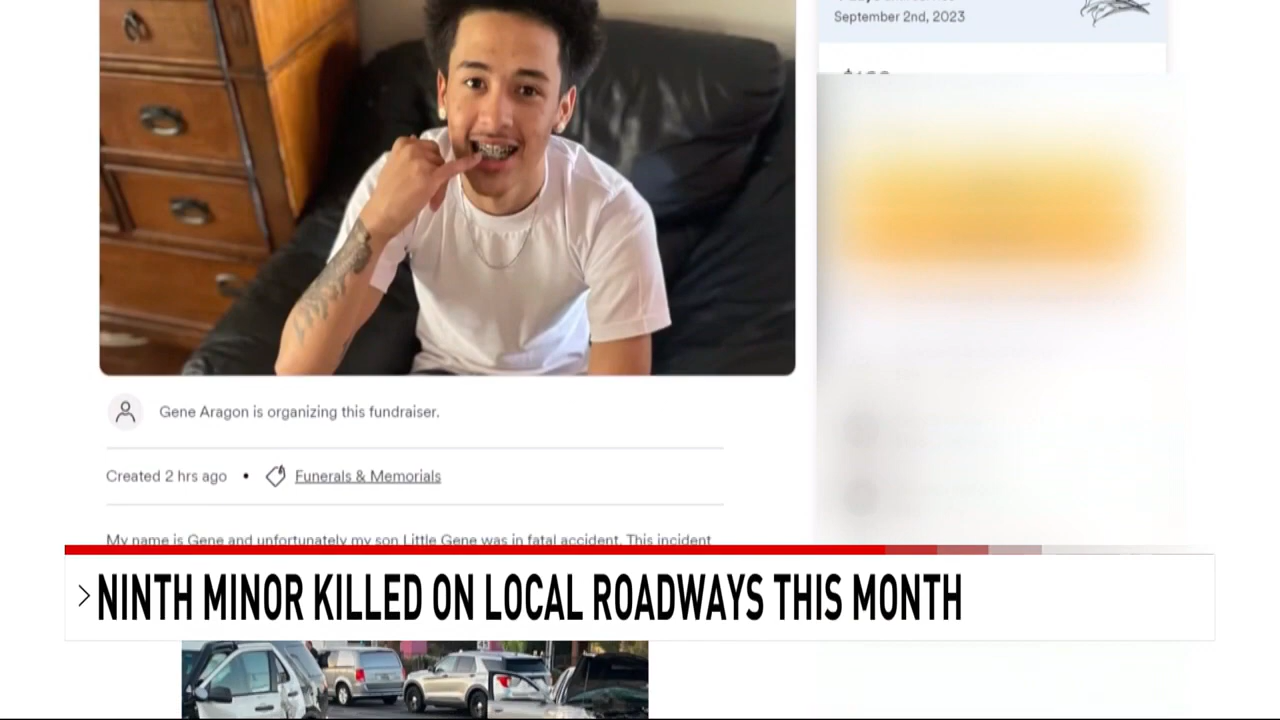 September 2nd, 2023
Gene Aragon is organizing this fundraiser.
Created 2 hrs ago • Funerals & Memorials
My name is Gene and unfortunately my son Little Gene was in fatal accident. This incident
> NINTH MINOR KILLED ON LOCAL ROADWAYS THIS MONTH